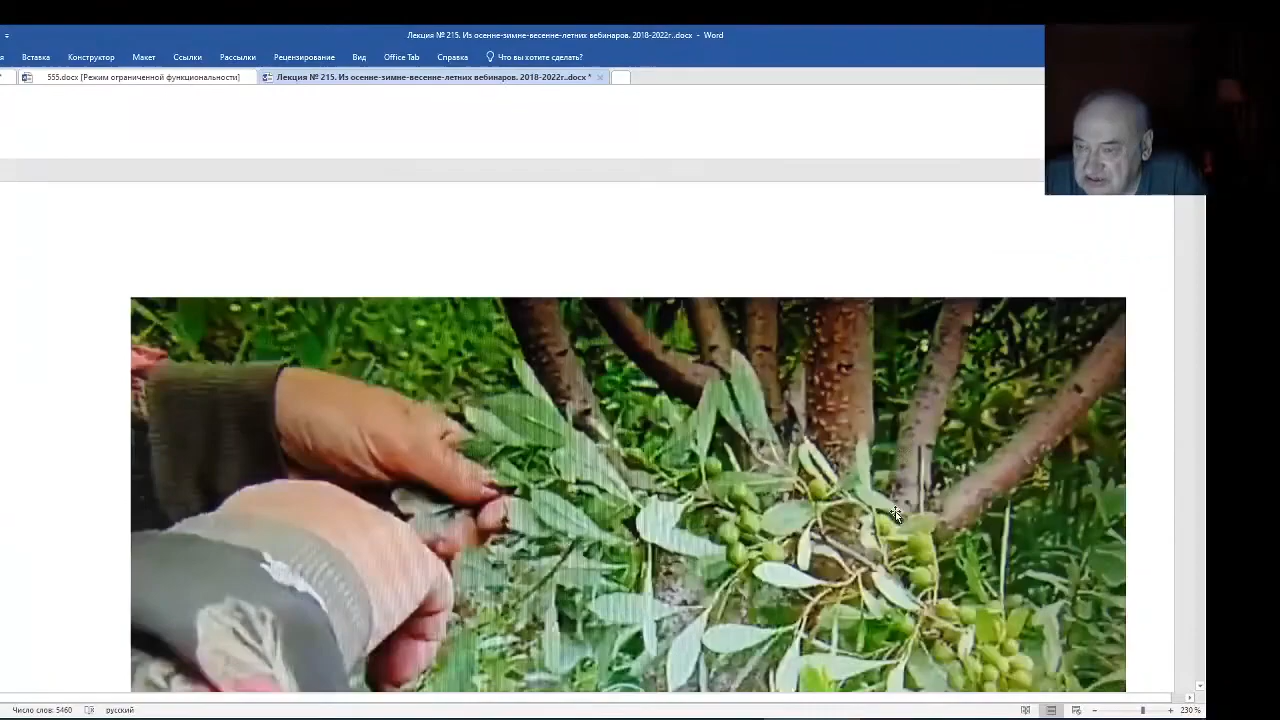 Лекция № 215. Из осенне-зимне-весенне-летних вебинаров. 2018-2022г..docx - Word
Вставка Конструктор Макет Ссылки Рассылки Рецензирование Вид Office Tab Справка Что вы хотите сделать?
555.docx [Режим ограниченной функциональности] Лекция № 215. Из осенне-зимне-весенне-летних вебинаров. 2018-2022г..docx *
Число слов: 5460 русский 230 %